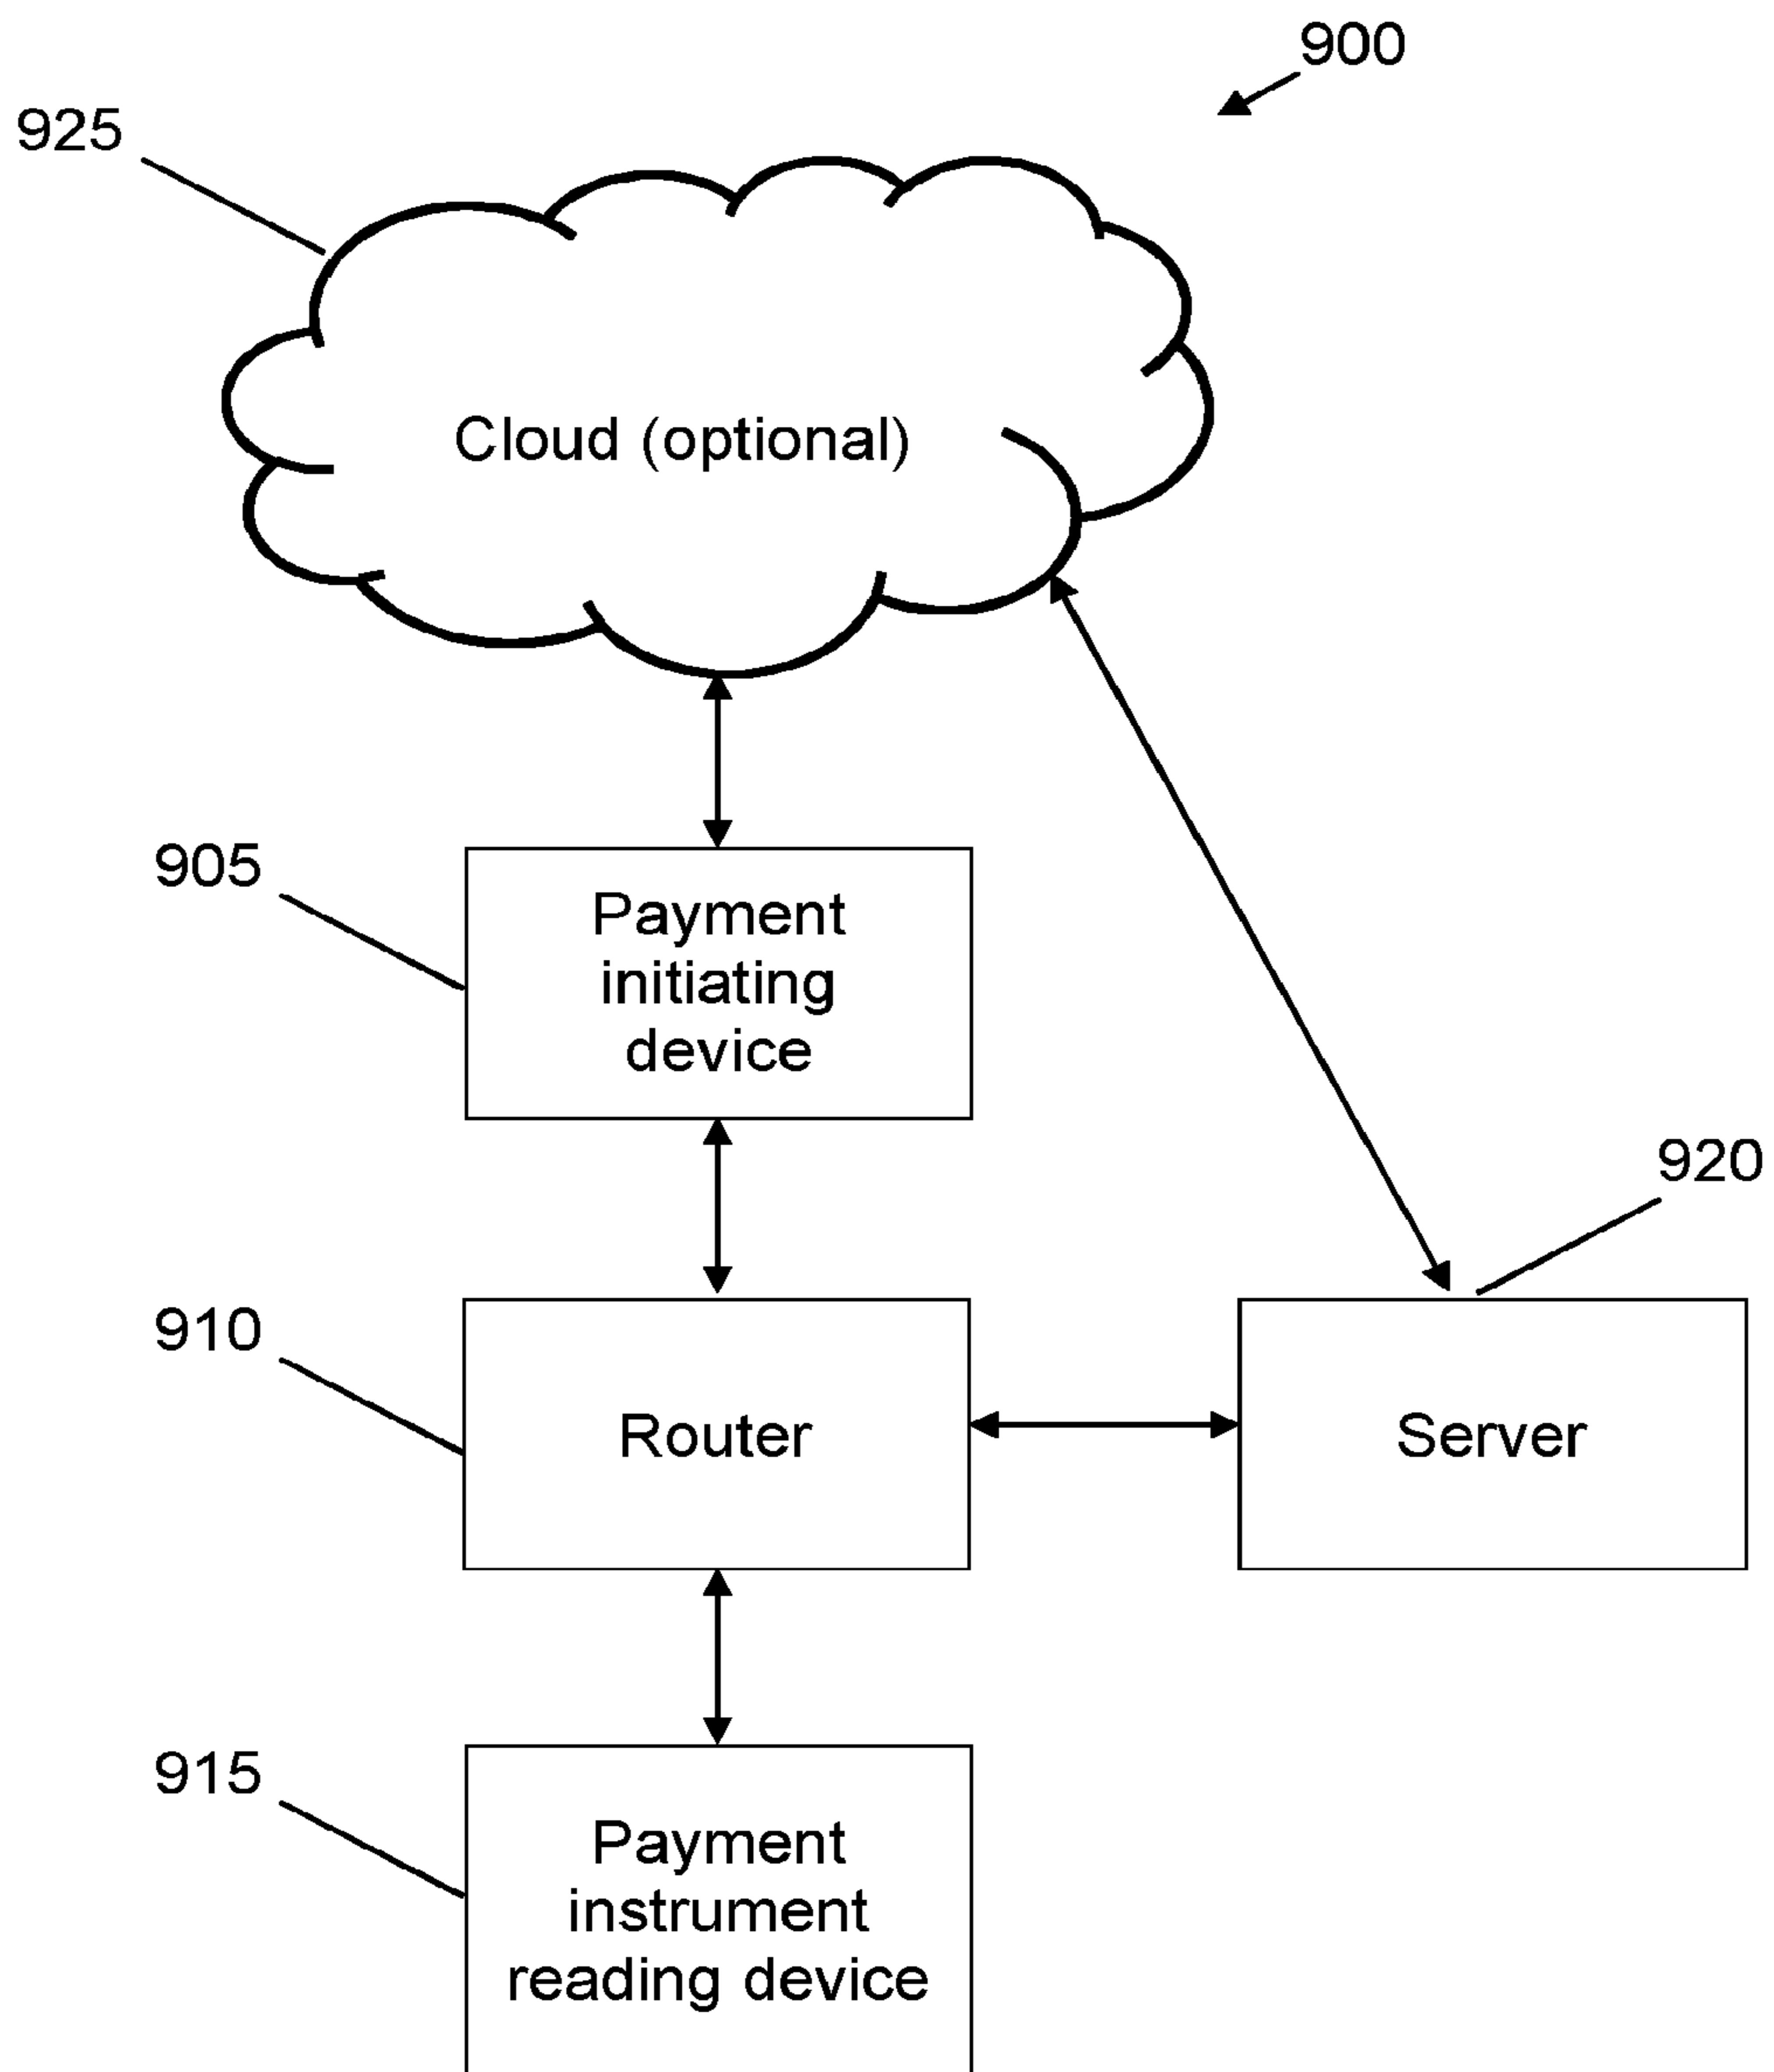 900
925
Cloud (optional)
905
Payment
initiating
device
920
910
Router
Server
915
Payment
instrument
reading device